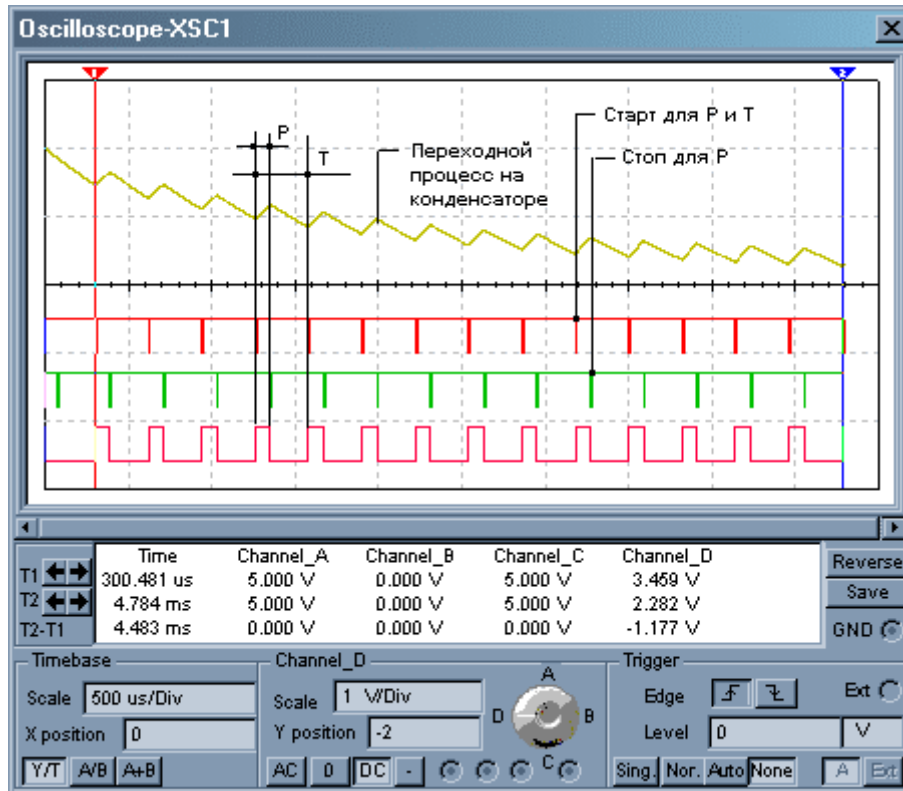 Oscilloscope-XSC1
1
2
P
T
Переходной
процесс на
конденсаторе
Старт для P и T
Стоп для P
Time Channel_A Channel_B Channel_C Channel_D
T1 300.481 us 5.000 V 0.000 V 5.000 V 3.459 V
T2 4.784 ms 5.000 V 0.000 V 5.000 V 2.282 V
T2-T1 4.483 ms 0.000 V 0.000 V 0.000 V -1.177 V
Reverse
Save
GND
Timebase
Scale 500 us/Div
X position 0
Y/T A/B A+B
Channel_D
Scale 1 V/Div
Y position -2
AC 0 DC -
A
B
C
D
Trigger
Edge Ext
Level 0 V
Sing. Nor. Auto None A Ext